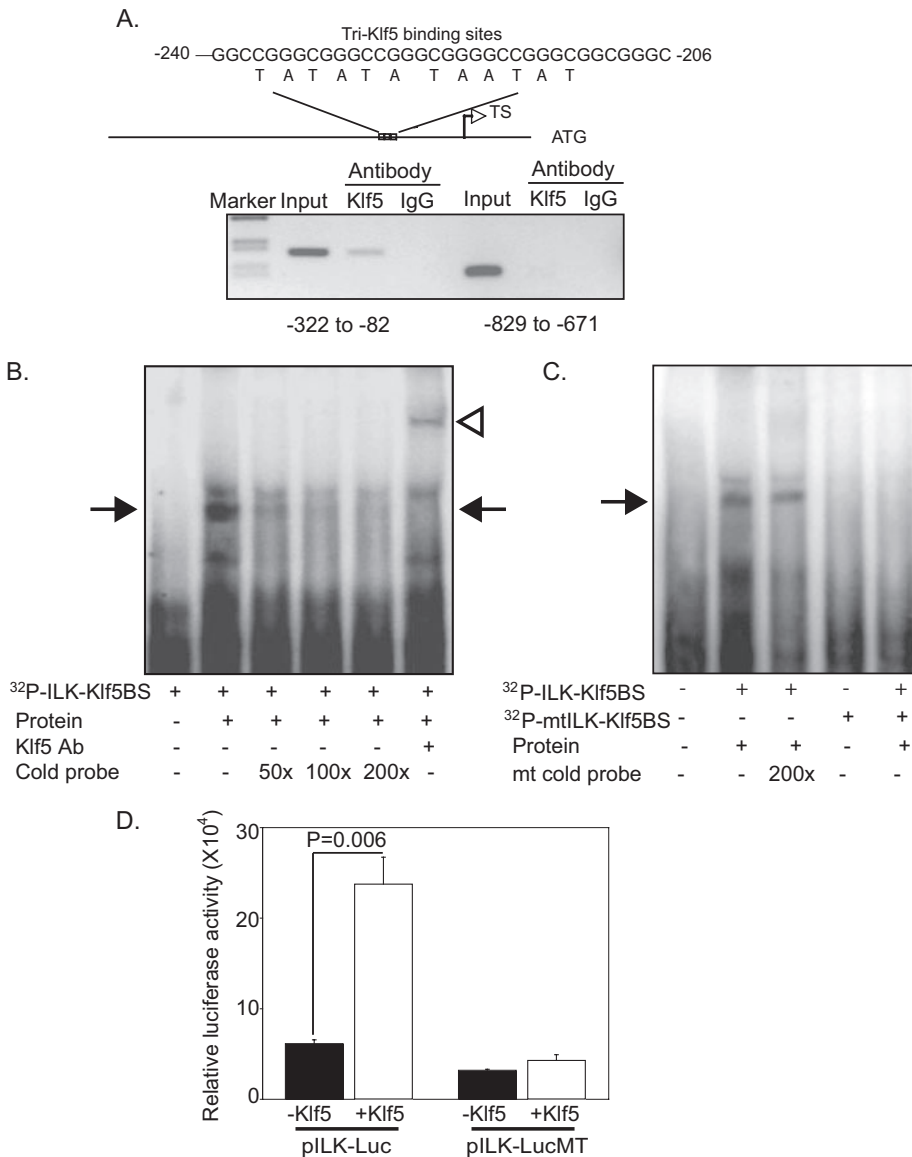 A.
Tri-Klf5 binding sites
-240 —GGCCGGGCGGGCCGGGCGGGGCCGGGCGGCGGGC -206
T A T A T A T A A T A T
TS
ATG
Antibody Antibody
Marker Input Klf5 IgG Input Klf5 IgG
-322 to -82 -829 to -671
B.
³²P-ILK-Klf5BS + + + + + +
Protein - + + + + +
Klf5 Ab - - - - - +
Cold probe - - 50x 100x 200x -
C.
³²P-ILK-Klf5BS - + + - +
³²P-mtILK-Klf5BS - - - + +
Protein - + + - +
mt cold probe - - 200x - -
D.
Relative luciferase activity (X10⁴)
30
20
10
0
P=0.006
-Klf5 +Klf5 -Klf5 +Klf5
pILK-Luc pILK-LucMT